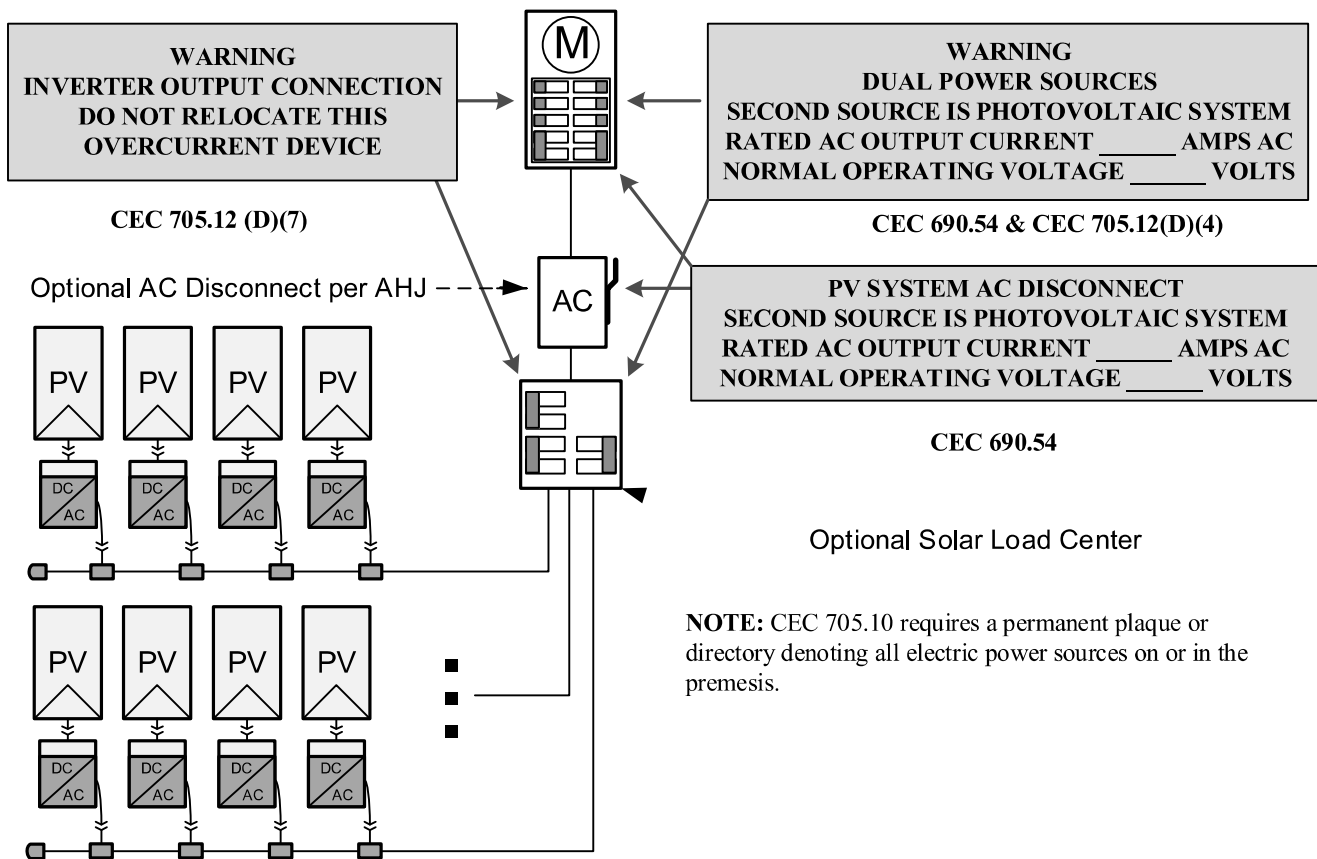 WARNING
INVERTER OUTPUT CONNECTION
DO NOT RELOCATE THIS
OVERCURRENT DEVICE
CEC 705.12 (D)(7)
M
WARNING
DUAL POWER SOURCES
SECOND SOURCE IS PHOTOVOLTAIC SYSTEM
RATED AC OUTPUT CURRENT ______ AMPS AC
NORMAL OPERATING VOLTAGE ______ VOLTS
CEC 690.54 & CEC 705.12(D)(4)
Optional AC Disconnect per AHJ
AC
PV SYSTEM AC DISCONNECT
SECOND SOURCE IS PHOTOVOLTAIC SYSTEM
RATED AC OUTPUT CURRENT ______ AMPS AC
NORMAL OPERATING VOLTAGE ______ VOLTS
CEC 690.54
PV PV PV PV
DC DC DC DC
AC AC AC AC
Optional Solar Load Center
NOTE: CEC 705.10 requires a permanent plaque or
directory denoting all electric power sources on or in the
premesis.
PV PV PV PV
DC DC DC DC
AC AC AC AC